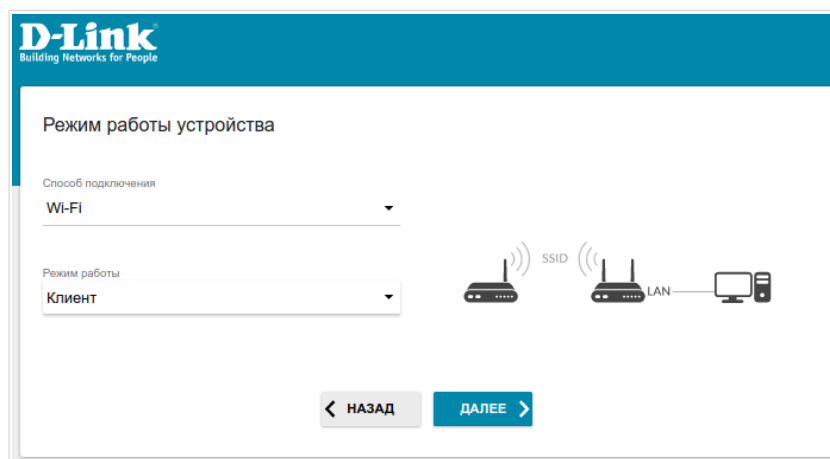 D-Link
Building Networks for People
Режим работы устройства
Способ подключения
Wi-Fi
Режим работы
Клиент
SSID
LAN
НАЗАД
ДАЛЕЕ